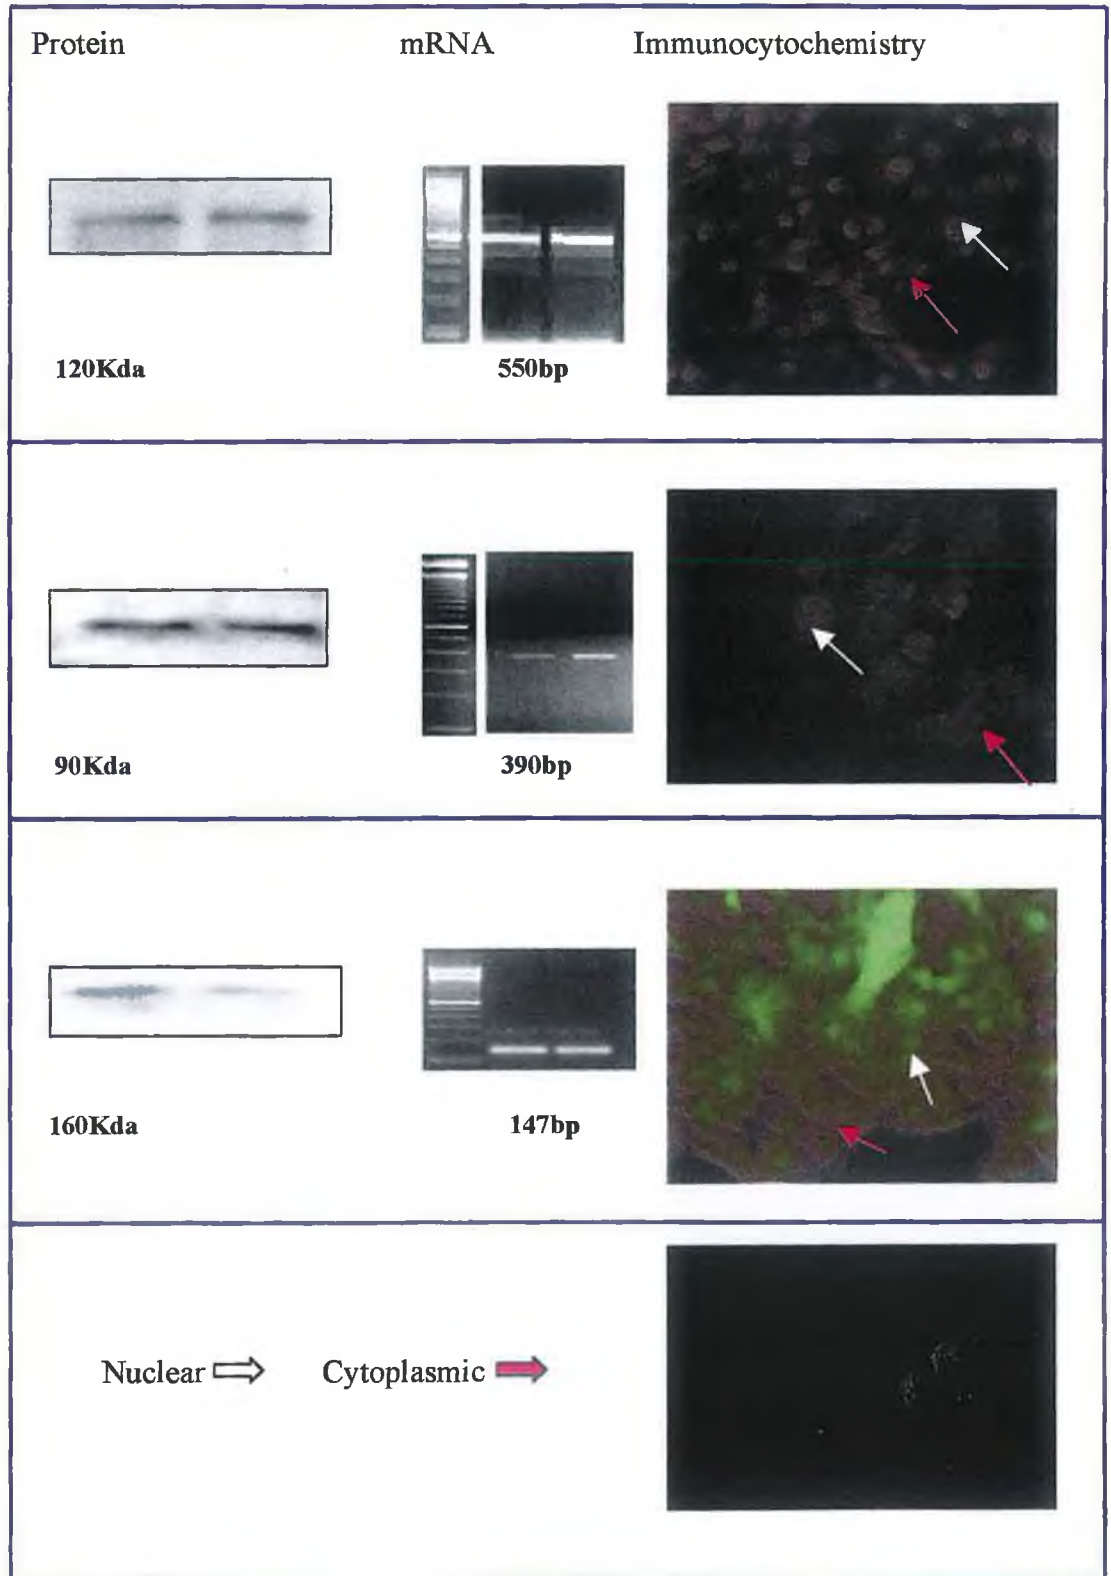 Protein mRNA Immunocytochemistry
120Kda 550bp
90Kda 390bp
160Kda 147bp
Nuclear Cytoplasmic